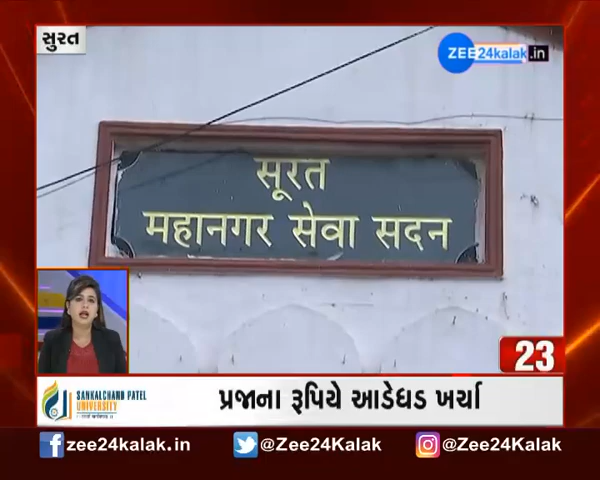 સુરત
ZEE24kalak.in
सूरत
महानगर सेवा सदन
23
SANKALCHAND PATEL
UNIVERSITY
પ્રજાના રૂપિયે આડેધડ ખર્ચા
zee24kalak.in
@Zee24Kalak
@Zee24Kalak